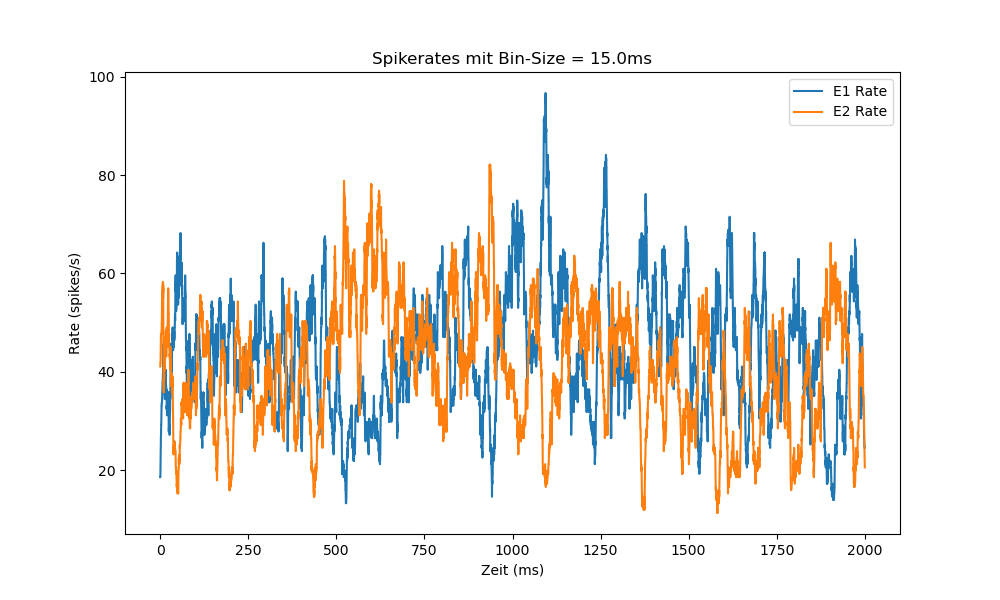 Spikerates mit Bin-Size = 15.0ms
E1 Rate
E2 Rate
Rate (spikes/s)
100
80
60
40
20
0 250 500 750 1000 1250 1500 1750 2000
Zeit (ms)